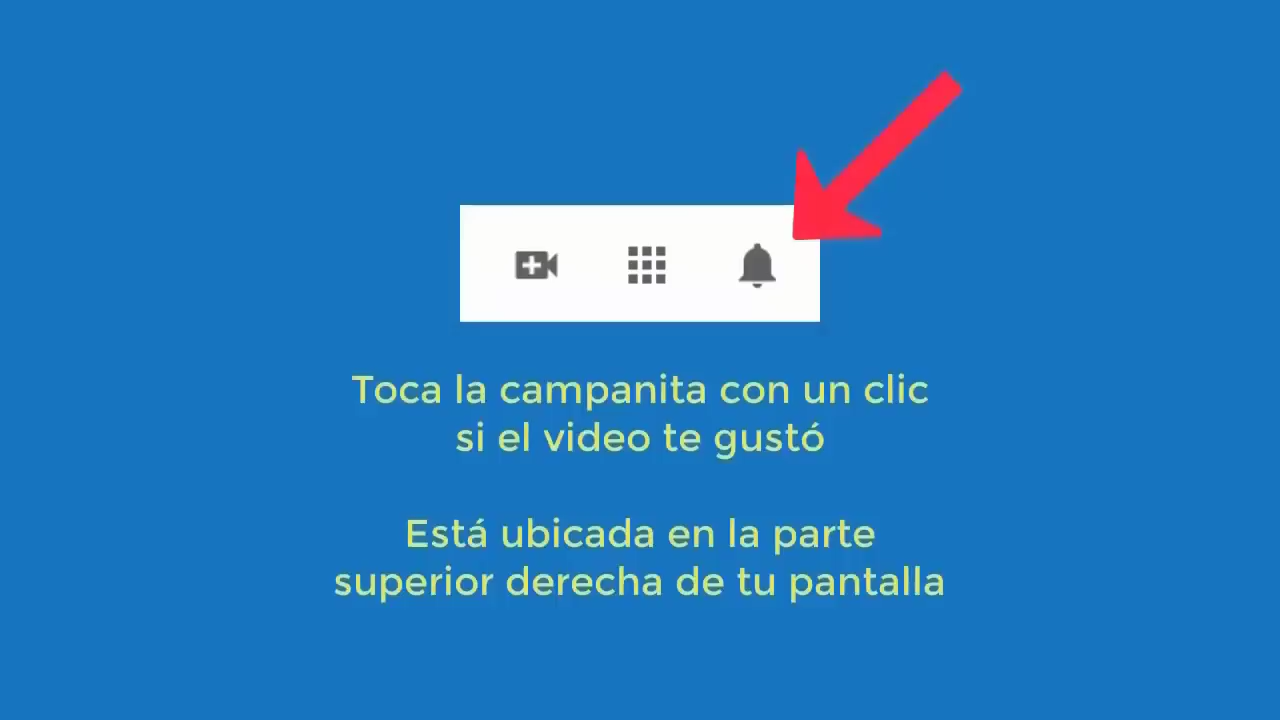 Toca la campanita con un clic
si el video te gustó
Está ubicada en la parte
superior derecha de tu pantalla